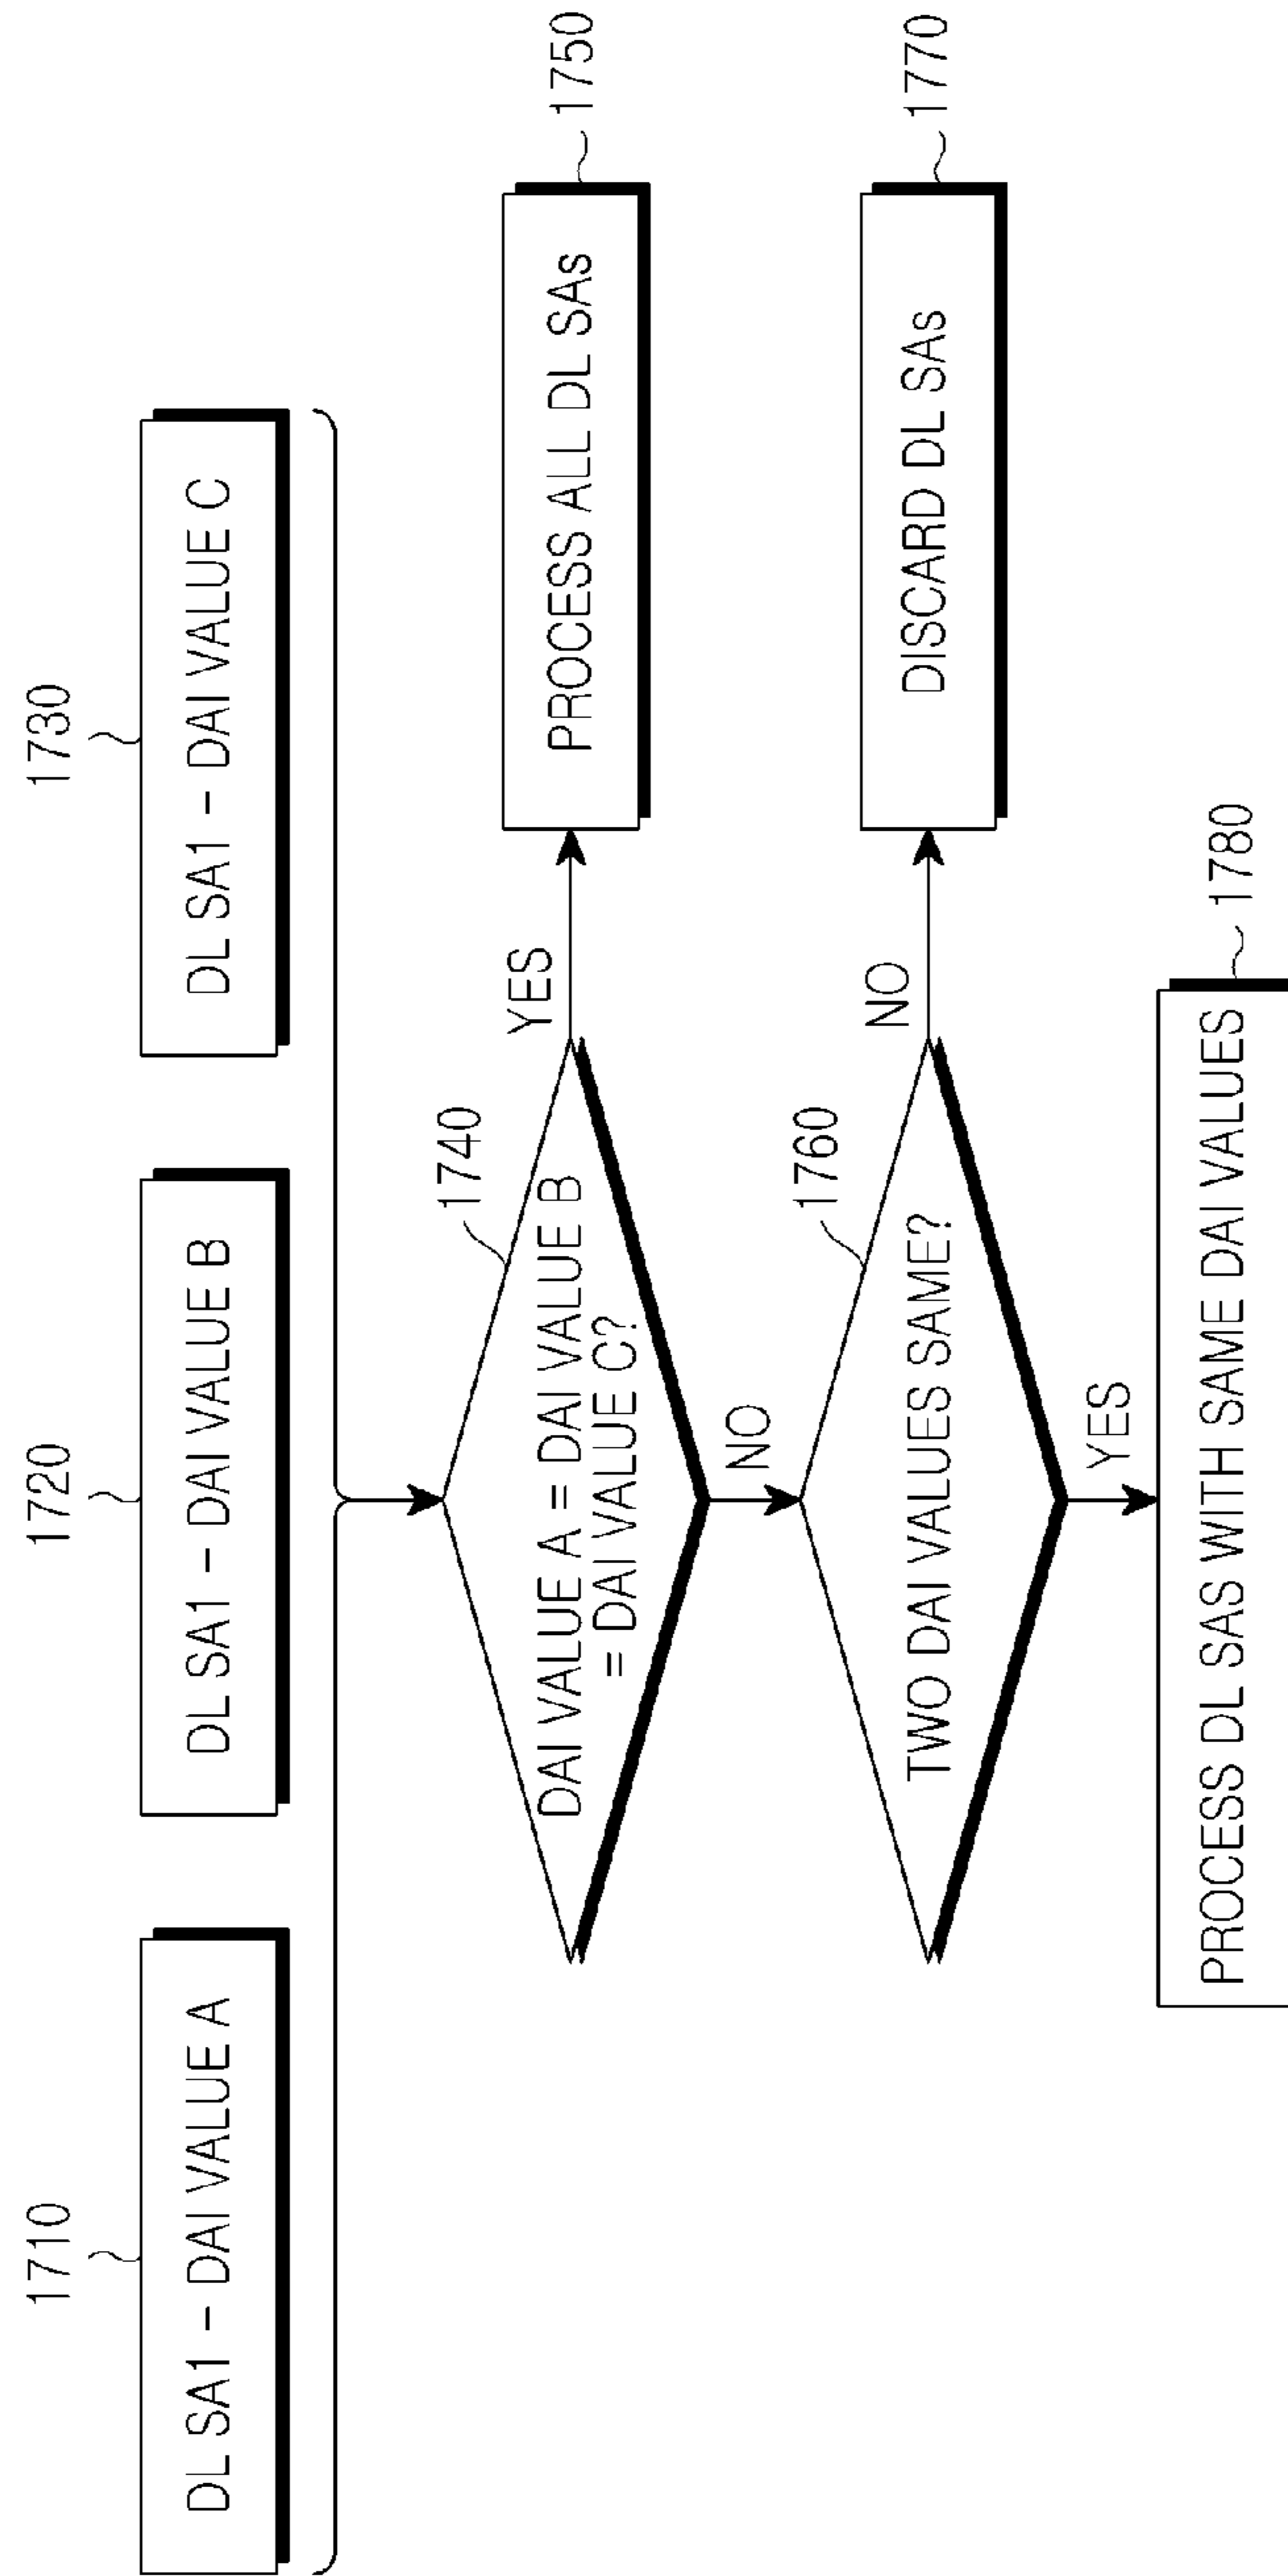 1710
1720
1730
DL SA1 - DAI VALUE A
DL SA1 - DAI VALUE B
DL SA1 - DAI VALUE C
1740
DAI VALUE A = DAI VALUE B
= DAI VALUE C?
YES
PROCESS ALL DL SAs
1750
NO
1760
TWO DAI VALUES SAME?
NO
DISCARD DL SAs
1770
YES
PROCESS DL SAS WITH SAME DAI VALUES
1780